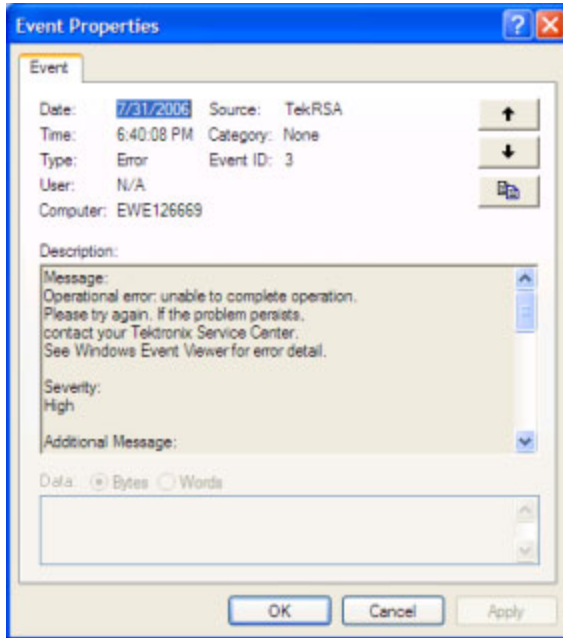 Event Properties
Event
Date: 7/31/2006 Source: TekRSA
Time: 6:40:08 PM Category: None
Type: Error Event ID: 3
User: N/A
Computer: EWE126669
Description:
Message:
Operational error: unable to complete operation.
Please try again. If the problem persists,
contact your Tektronix Service Center.
See Windows Event Viewer for error detail.
Severity:
High
Additional Message:
Data: Bytes Words
OK Cancel Apply